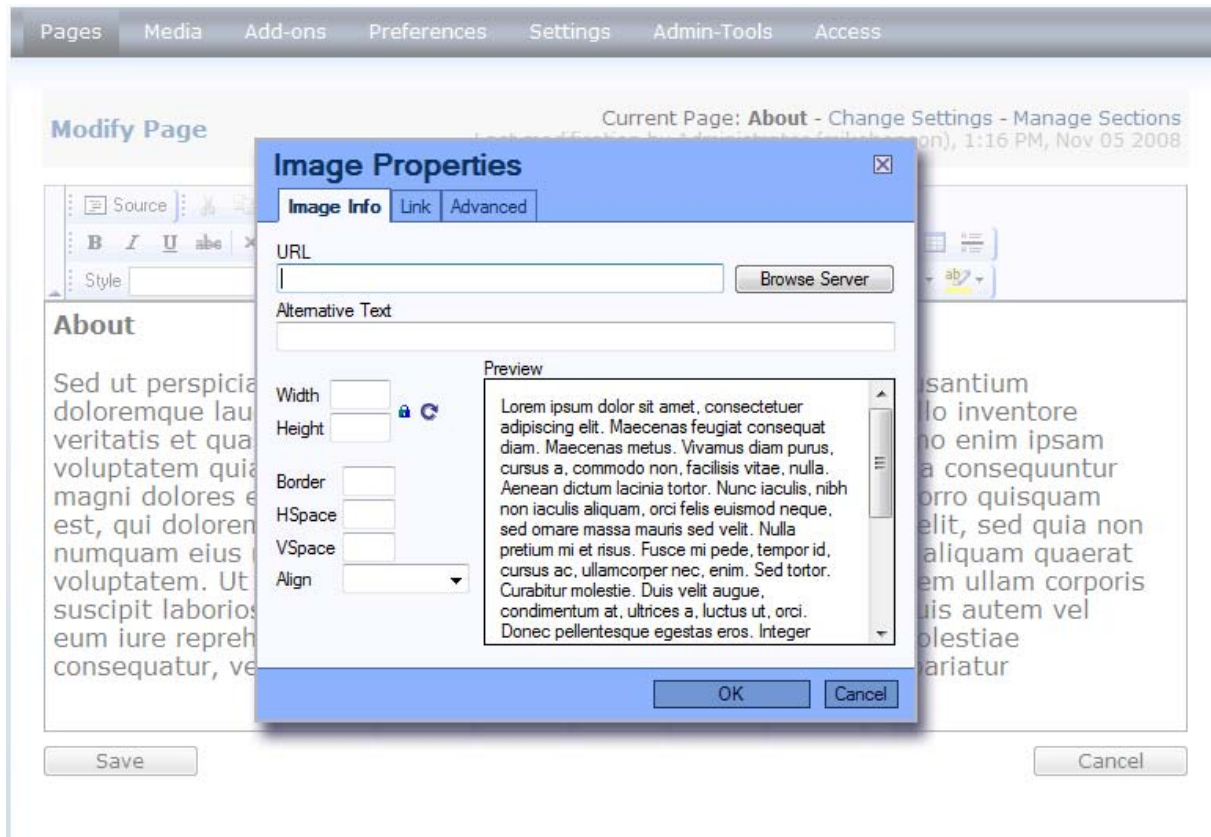 Pages Media Add-ons Preferences Settings Admin-Tools Access
Modify Page
Current Page: About - Change Settings - Manage Sections
1:16 PM, Nov 05 2008
Image Properties
Image Info Link Advanced
Source
B I U abc
Style
URL
Browse Server
Alternative Text
Width
Height
Border
HSpace
VSpace
Align
Preview
Lorem ipsum dolor sit amet, consectetuer
adipiscing elit. Maecenas feugiat consequat
diam. Maecenas metus. Vivamus diam purus,
cursus a, commodo non, facilisis vitae, nulla.
Aenean dictum lacinia tortor. Nunc iaculis, nibh
non iaculis aliquam, orci felis euismod neque,
sed ornare massa mauris sed velit. Nulla
pretium mi et risus. Fusce mi pede, tempor id,
cursus ac, ullamcorper nec, enim. Sed tortor.
Curabitur molestie. Duis velit augue,
condimentum at, ultrices a, luctus ut, orci.
Donec pellentesque egestas eros. Integer
OK Cancel
About
Sed ut perspicia usantium
doloremque lau llo inventore
veritatis et qua no enim ipsam
voluptatem quia a consequuntur
magni dolores e orro quisquam
est, qui dolorem elit, sed quia non
numquam eius aliquam quaerat
voluptatem. Ut em ullam corporis
suscipit laborios uis autem vel
eum iure repreh olestiae
consequatur, ve pariatur
Save Cancel